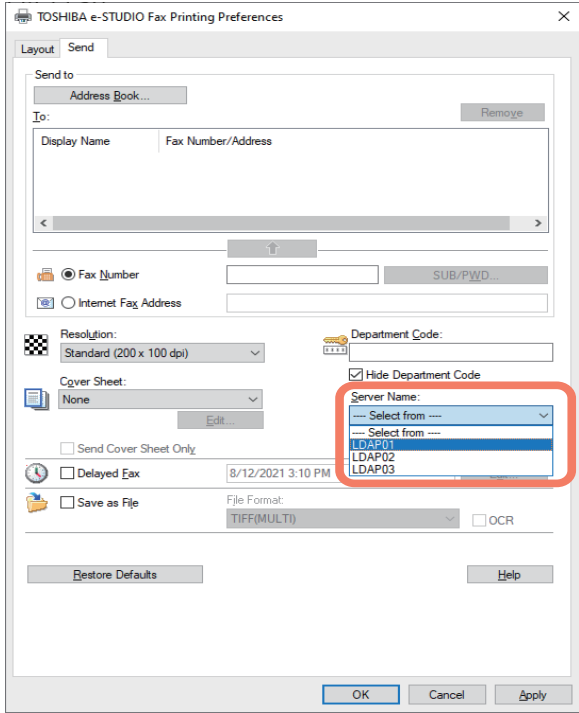 TOSHIBA e-STUDIO Fax Printing Preferences
Layout Send
Send to
Address Book...
To:
Remove
Display Name Fax Number/Address
Fax Number
SUB/PWD...
Internet Fax Address
Resolution:
Standard (200 x 100 dpi)
Department Code:
Hide Department Code
Cover Sheet:
None
Edit...
Server Name:
---- Select from ----
---- Select from ----
LDAP01
LDAP02
LDAP03
Send Cover Sheet Only
Delayed Fax
8/12/2021 3:10 PM
Save as File
File Format:
TIFF(MULTI)
OCR
Restore Defaults
Help
OK Cancel Apply